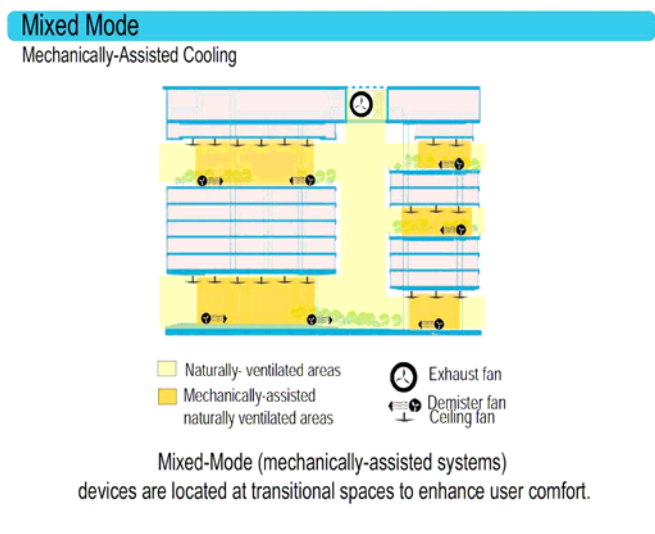 Mixed Mode
Mechanically-Assisted Cooling
Naturally- ventilated areas
Mechanically-assisted
naturally ventilated areas
Exhaust fan
Demister fan
Ceiling fan
Mixed-Mode (mechanically-assisted systems)
devices are located at transitional spaces to enhance user comfort.